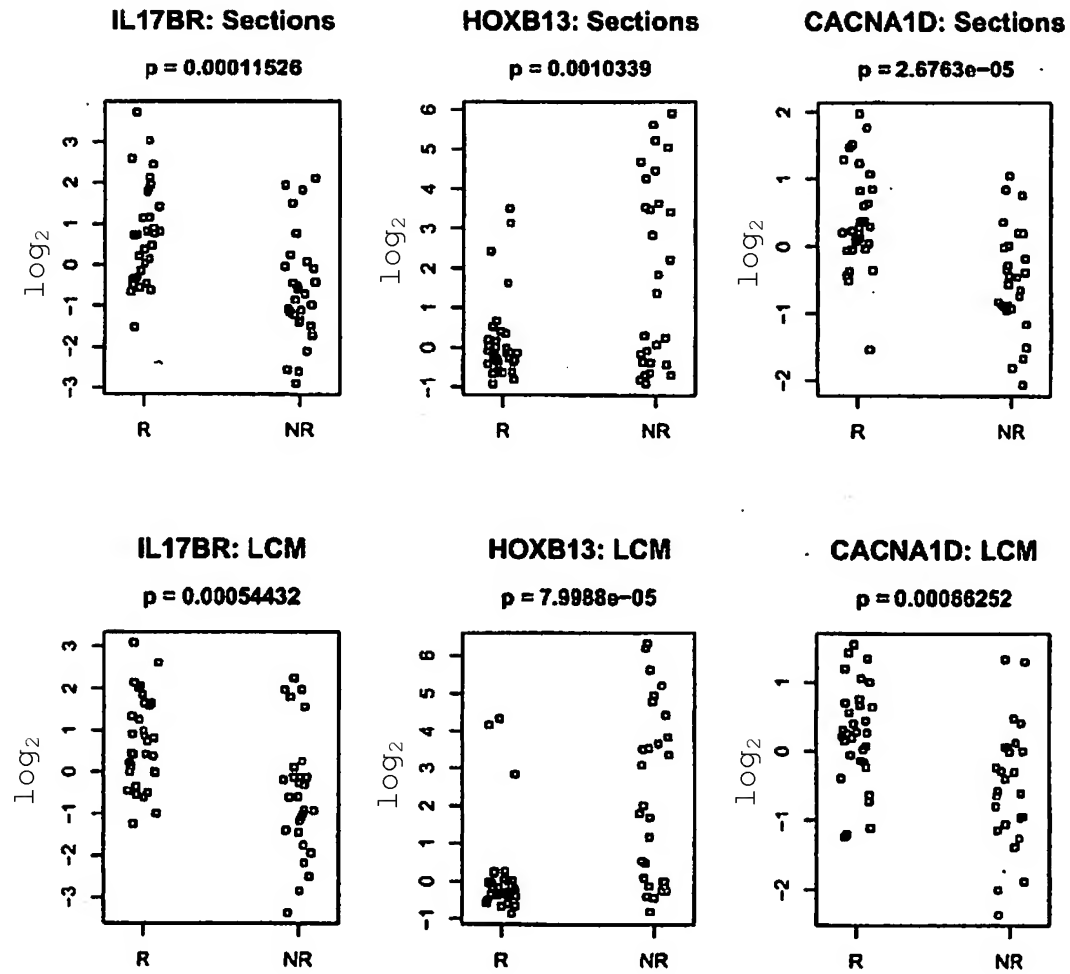 IL17BR: Sections
p = 0.00011526
log2
3
2
1
0
−1
−2
−3
R
NR
HOXB13: Sections
p = 0.0010339
log2
6
5
4
3
2
1
0
−1
R
NR
CACNA1D: Sections
p = 2.6763e−05
log2
2
1
0
−1
−2
R
NR
IL17BR: LCM
p = 0.00054432
log2
3
2
1
0
−1
−2
−3
R
NR
HOXB13: LCM
p = 7.9988e−05
log2
6
5
4
3
2
1
0
−1
R
NR
CACNA1D: LCM
p = 0.00086252
log2
1
0
−1
−2
R
NR